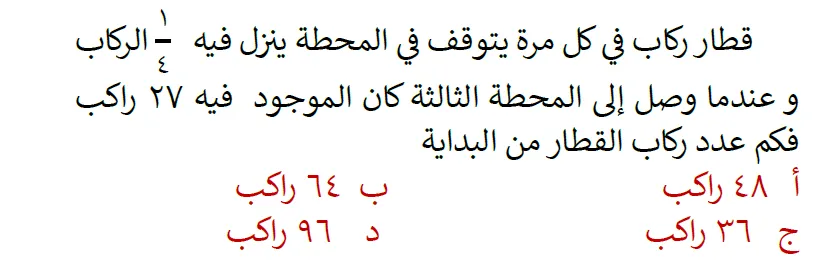 قطار ركاب في كل مرة يتوقف في المحطة ينزل فيه ١/٤ الركاب
و عندما وصل إلى المحطة الثالثة كان الموجود فيه ٢٧ راكب
فكم عدد ركاب القطار من البداية
أ ٤٨ راكب ب ٦٤ راكب
ج ٣٦ راكب د ٩٦ راكب